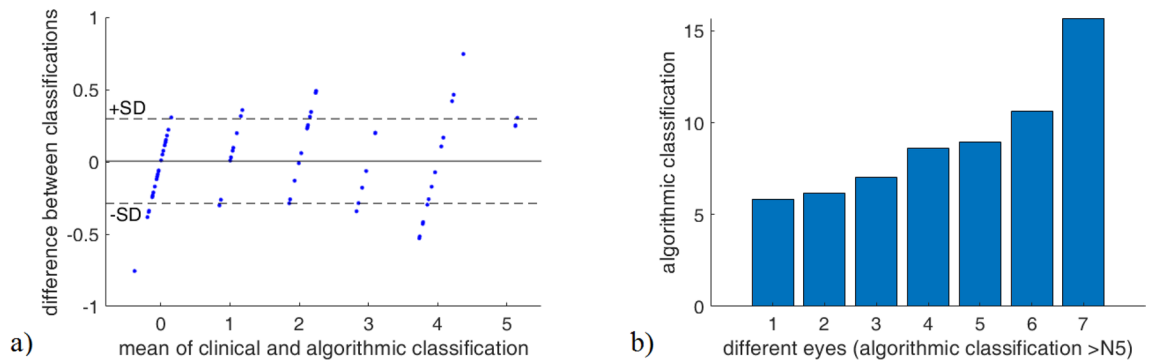 1
0.5
0
-0.5
-1
+SD
-SD
difference between classifications
0 1 2 3 4 5
mean of clinical and algorithmic classification
a)
15
10
5
0
algorithmic classification
1 2 3 4 5 6 7
different eyes (algorithmic classification >N5)
b)